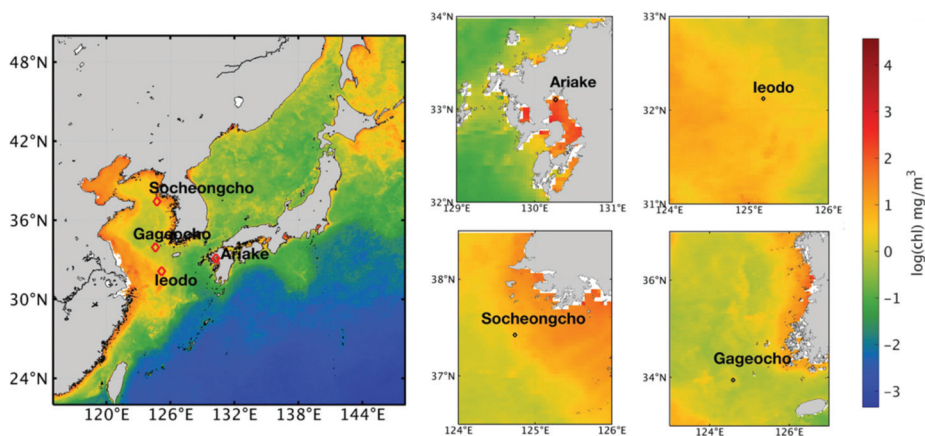 48°N
42°N
36°N
30°N
24°N
120°E
126°E
132°E
138°E
144°E
Socheongcho
Gageocho
Ieodo
Ariake
34°N
33°N
32°N
129°E
130°E
131°E
Ariake
33°N
32°N
31°N
124°E
125°E
126°E
Ieodo
38°N
37°N
124°E
125°E
126°E
Socheongcho
36°N
35°N
34°N
124°E
126°E
Gageocho
4
3
2
1
0
−1
−2
−3
log(chl) mg/m³